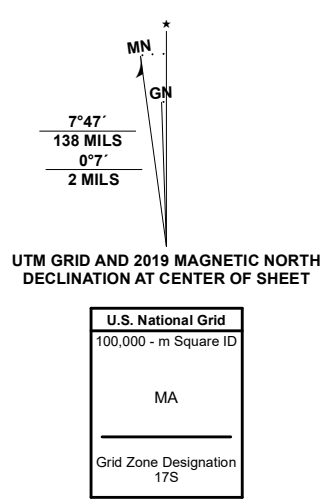 ★
MN
GN
7°47´
138 MILS
0°7´
2 MILS
UTM GRID AND 2019 MAGNETIC NORTH
DECLINATION AT CENTER OF SHEET
U.S. National Grid
100,000 - m Square ID
MA
Grid Zone Designation
17S